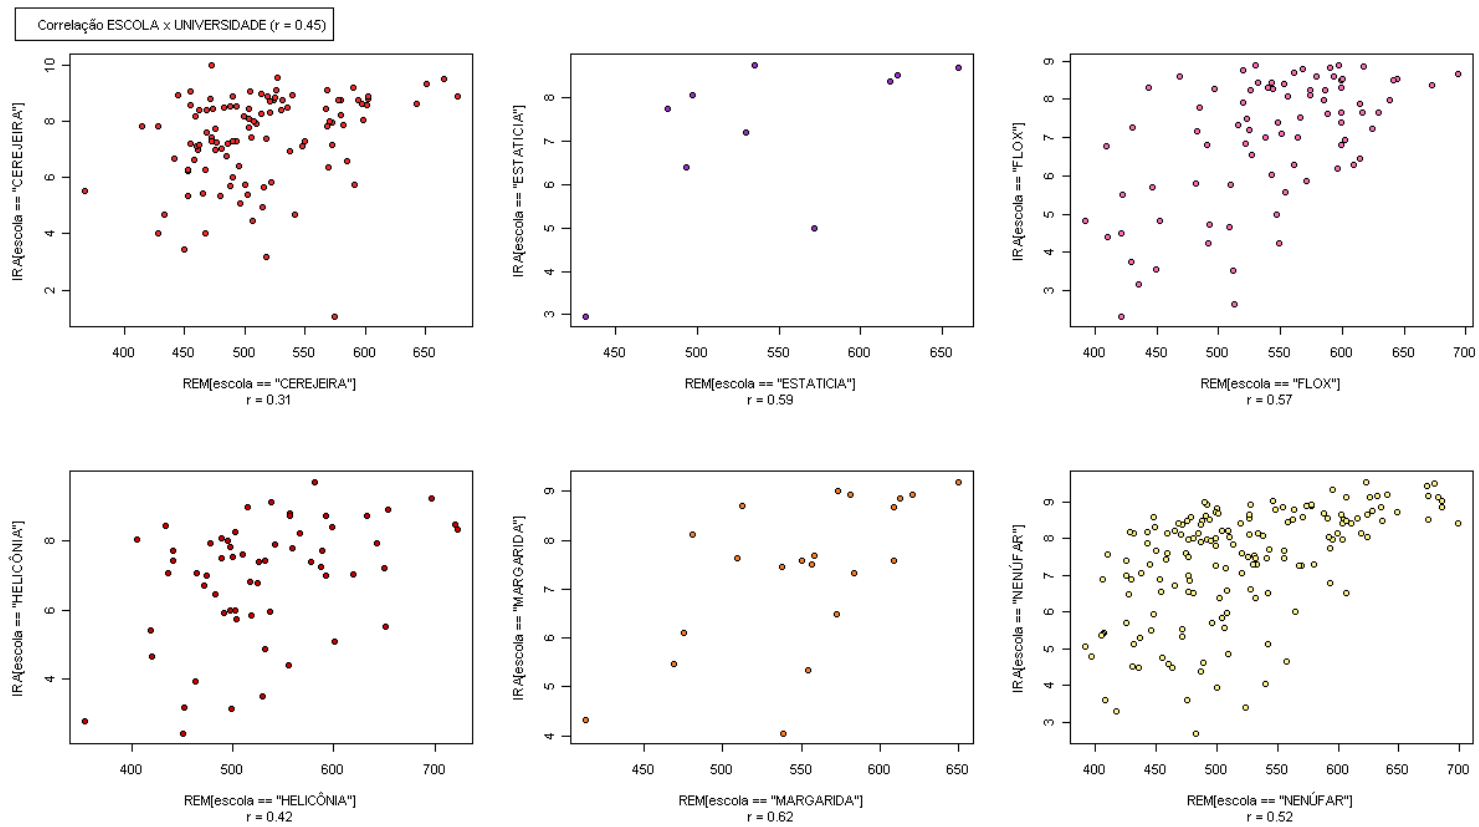 Correlação ESCOLA x UNIVERSIDADE (r = 0.45)
IRA[escola == "CEREJEIRA"]
10
8
6
4
2
400 450 500 550 600 650
REM[escola == "CEREJEIRA"]
r = 0.31
IRA[escola == "ESTATICIA"]
8
7
6
5
4
3
450 500 550 600 650
REM[escola == "ESTATICIA"]
r = 0.59
IRA[escola == "FLOX"]
9
8
7
6
5
4
3
400 450 500 550 600 650 700
REM[escola == "FLOX"]
r = 0.57
IRA[escola == "HELICÔNIA"]
8
6
4
400 500 600 700
REM[escola == "HELICÔNIA"]
r = 0.42
IRA[escola == "MARGARIDA"]
9
8
7
6
5
4
450 500 550 600 650
REM[escola == "MARGARIDA"]
r = 0.62
IRA[escola == "NENÚFAR"]
9
8
7
6
5
4
3
400 450 500 550 600 650 700
REM[escola == "NENÚFAR"]
r = 0.52